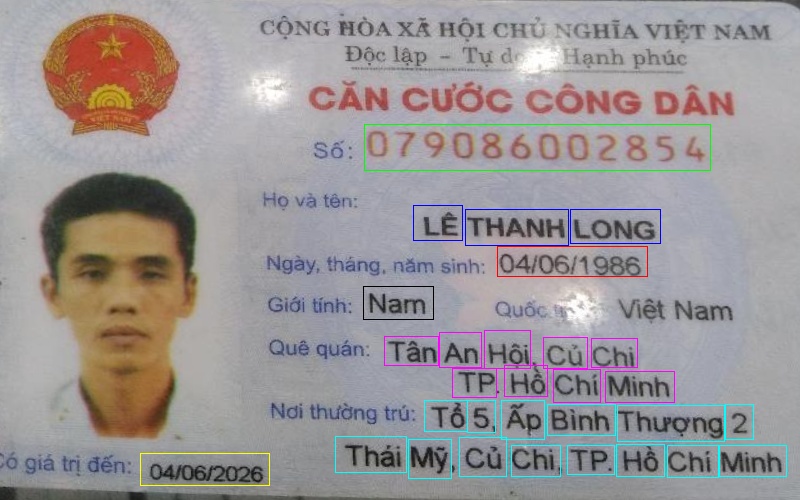 CỘNG HÒA XÃ HỘI CHỦ NGHĨA VIỆT NAM
Độc lập – Tự do Hạnh phúc
CĂN CƯỚC CÔNG DÂN
Số: 079086002854
Họ và tên:
LÊ THANH LONG
Ngày, tháng, năm sinh: 04/06/1986
Giới tính: Nam Quốc Việt Nam
Quê quán: Tân An Hội, Củ Chi
TP. Hồ Chí Minh
Nơi thường trú: Tổ 5, Ấp Bình Thượng 2
Thái Mỹ, Củ Chi, TP. Hồ Chí Minh
Có giá trị đến: 04/06/2026